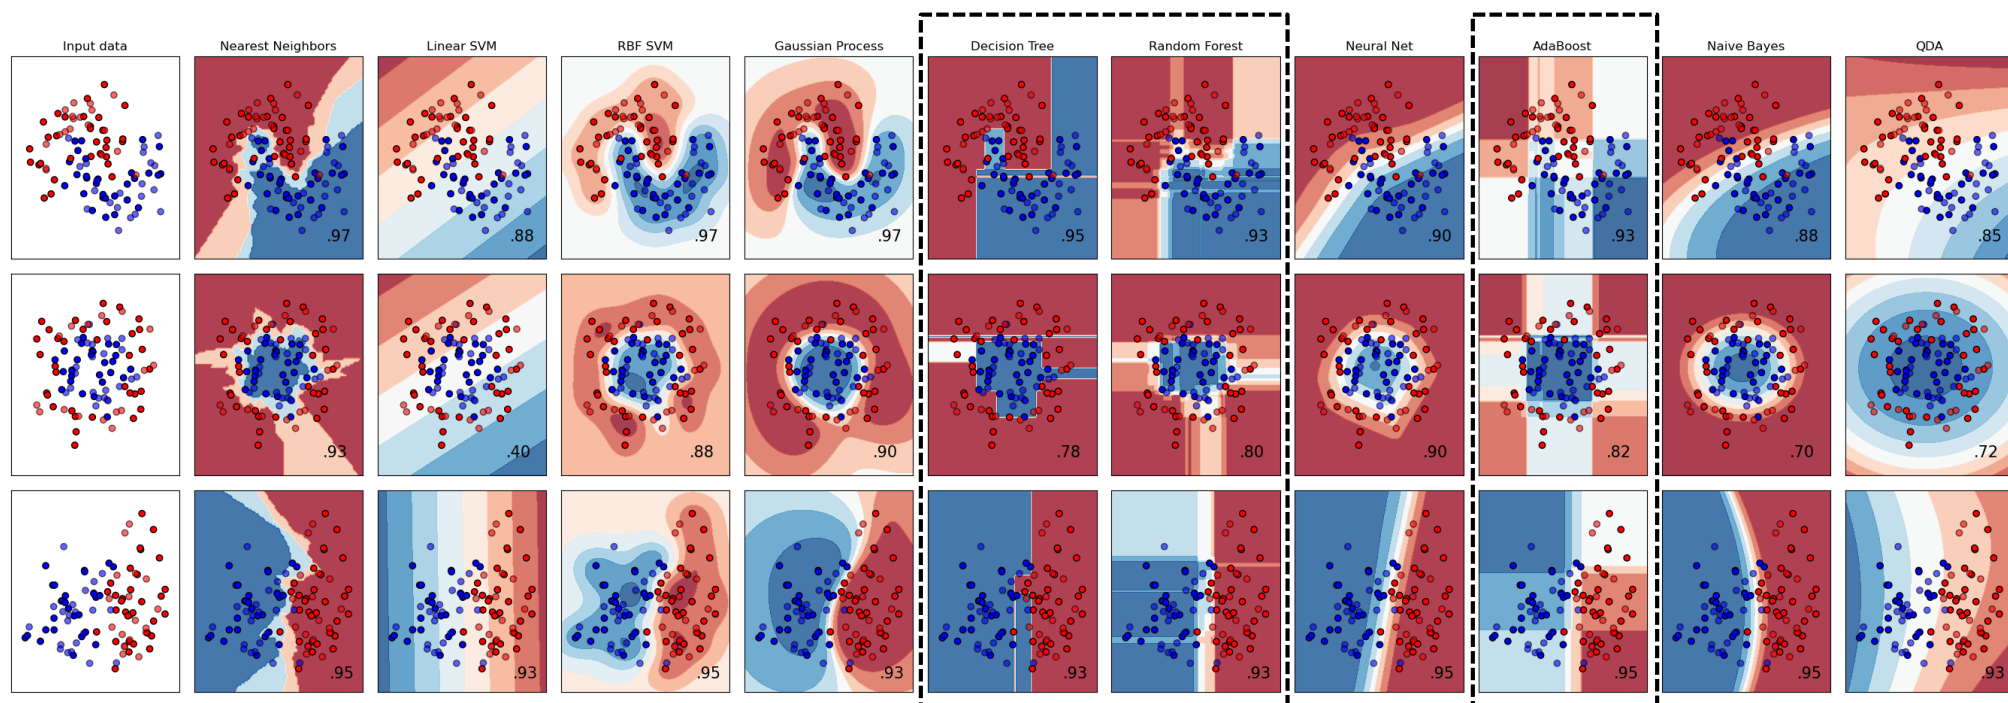 Input data
Nearest Neighbors
Linear SVM
RBF SVM
Gaussian Process
Decision Tree
Random Forest
Neural Net
AdaBoost
Naive Bayes
QDA
.97
.88
.97
.97
.95
.93
.90
.93
.88
.85
.93
.40
.88
.90
.78
.80
.90
.82
.70
.72
.95
.93
.95
.93
.93
.93
.95
.95
.95
.93